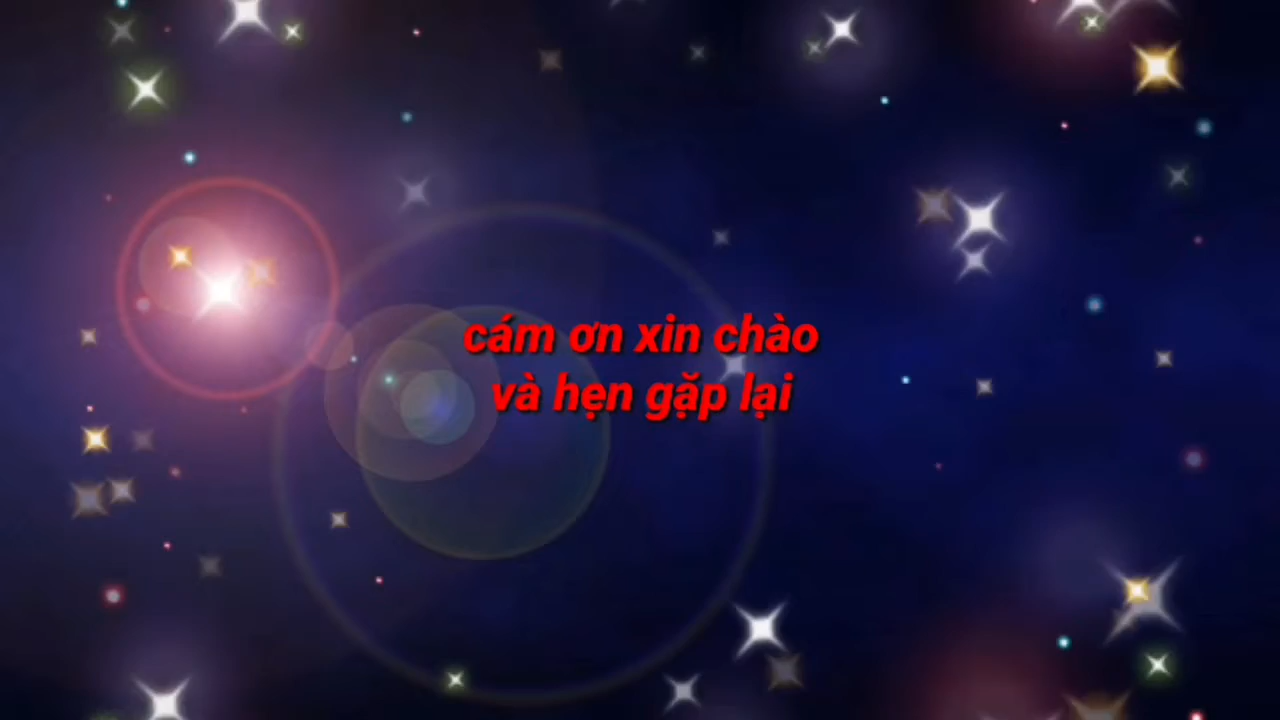 cám ơn xin chào
và hẹn gặp lại